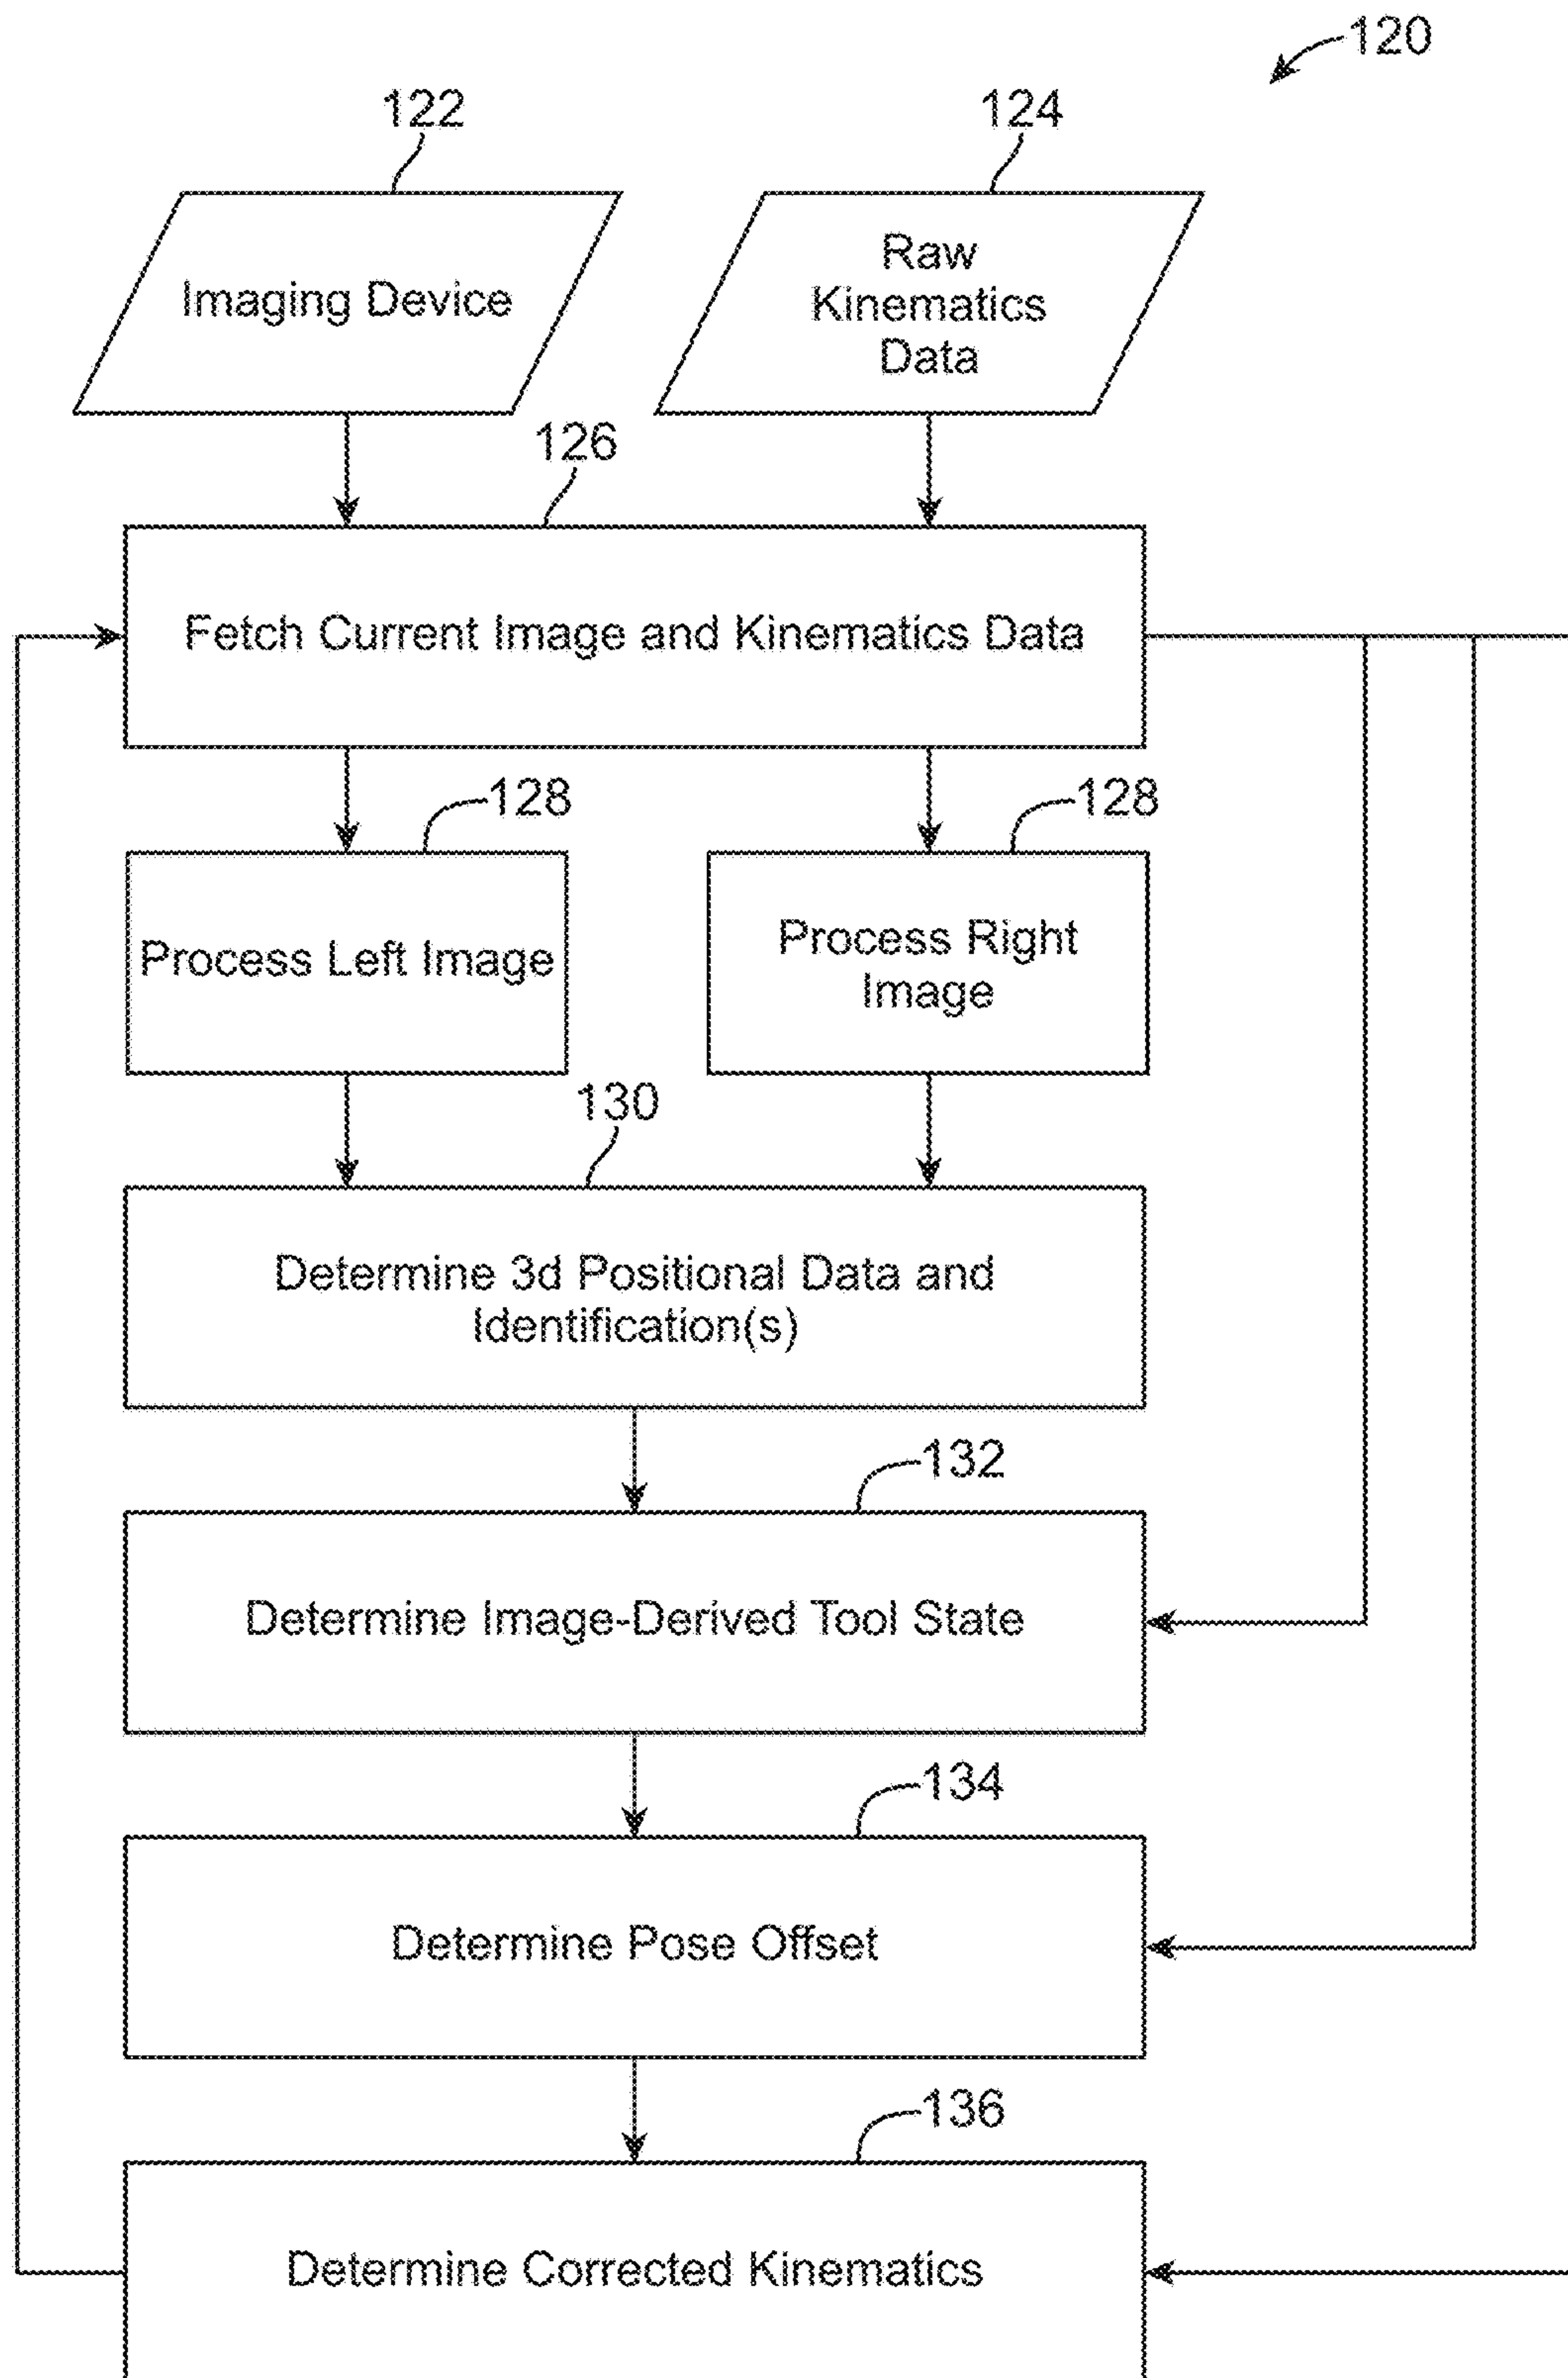 120
122
124
Imaging Device
Raw
Kinematics
Data
126
Fetch Current Image and Kinematics Data
128
128
Process Left Image
Process Right
Image
130
Determine 3d Positional Data and
Identification(s)
132
Determine Image-Derived Tool State
134
Determine Pose Offset
136
Determine Corrected Kinematics